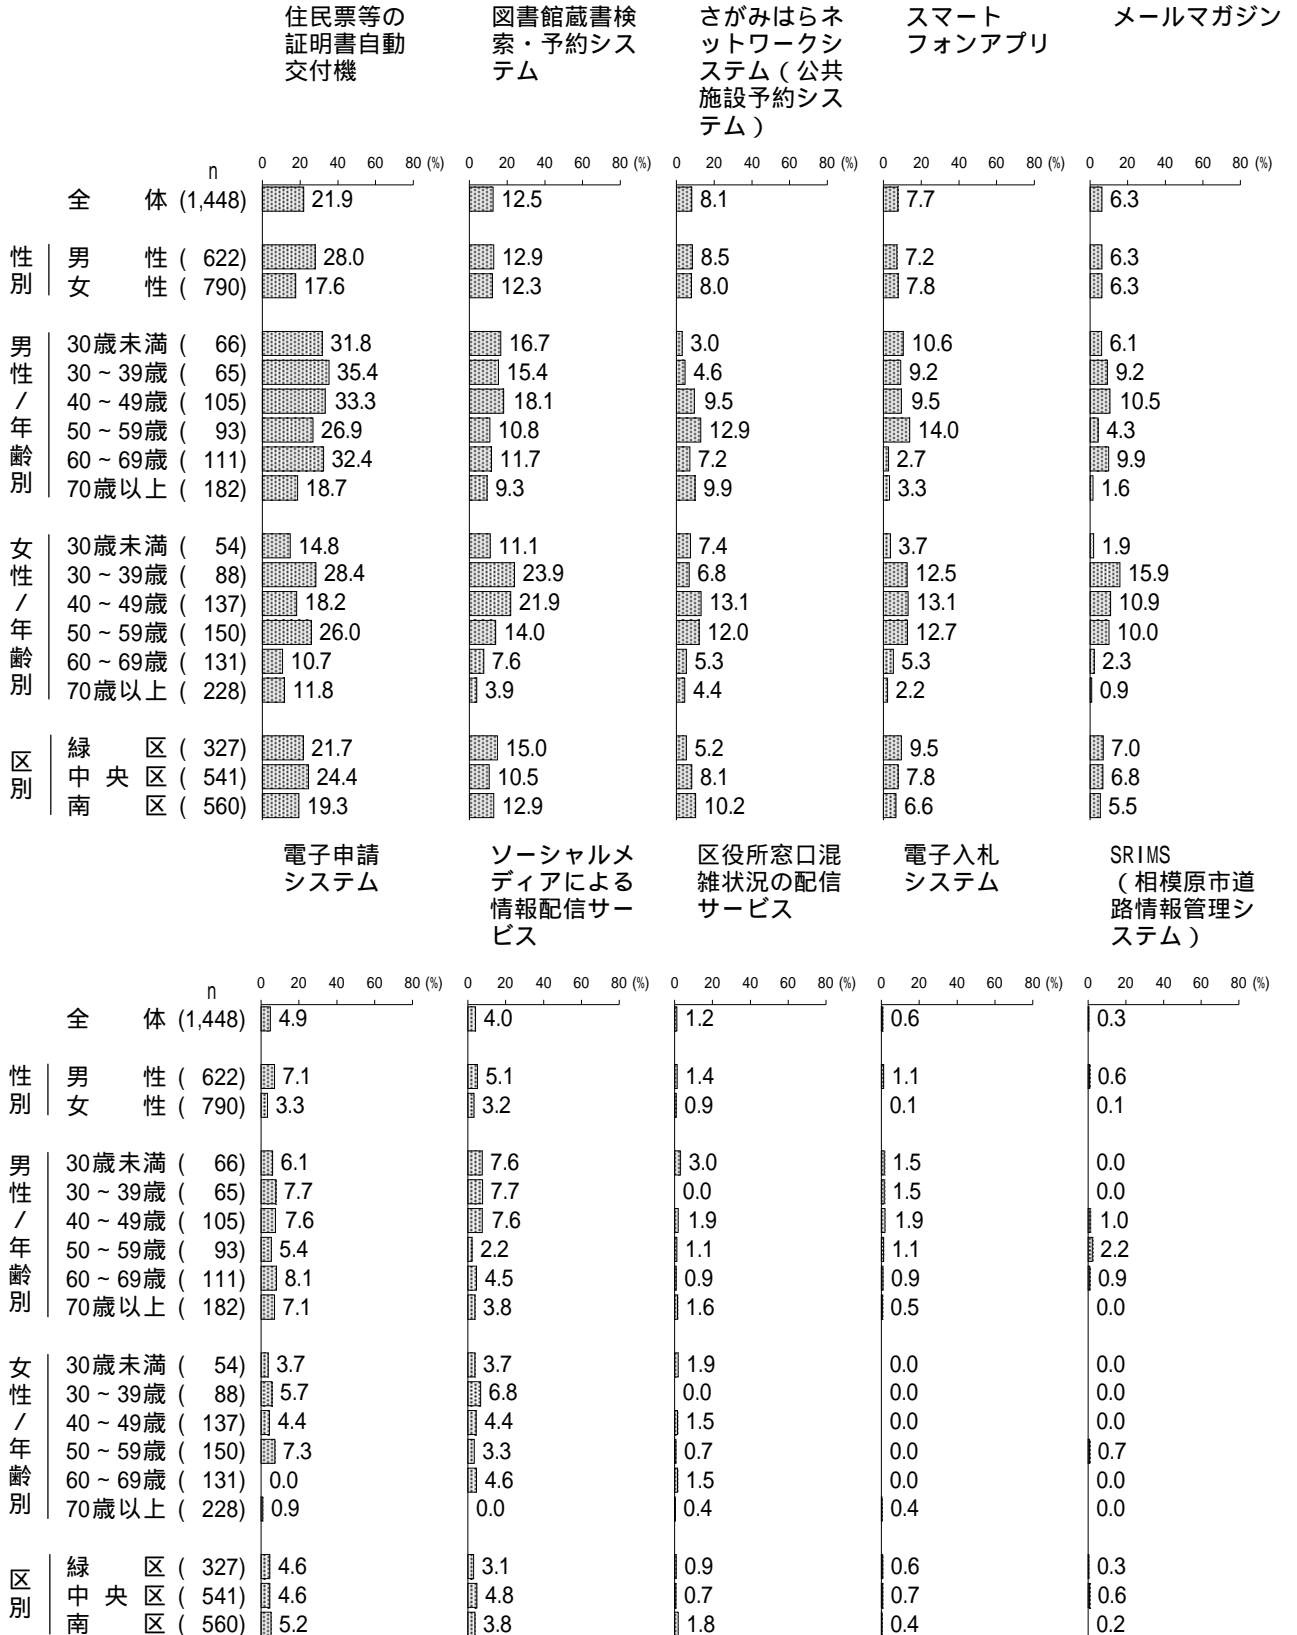 住民票等の 図書館蔵書検 さがみはらネ スマート メールマガジン
証明書自動 索・予約シス ットワークシ フォンアプリ
交付機 テム ステム(公共
施設予約シス
テム)
n 0 20 40 60 80 (%) 0 20 40 60 80 (%) 0 20 40 60 80 (%) 0 20 40 60 80 (%) 0 20 40 60 80 (%)
全 体 (1,448) 21.9 12.5 8.1 7.7 6.3
性別
男 性 ( 622) 28.0 12.9 8.5 7.2 6.3
女 性 ( 790) 17.6 12.3 8.0 7.8 6.3
男性/年齢別
30歳未満 ( 66) 31.8 16.7 3.0 10.6 6.1
30~39歳 ( 65) 35.4 15.4 4.6 9.2 9.2
40~49歳 ( 105) 33.3 18.1 9.5 9.5 10.5
50~59歳 ( 93) 26.9 10.8 12.9 14.0 4.3
60~69歳 ( 111) 32.4 11.7 7.2 2.7 9.9
70歳以上 ( 182) 18.7 9.3 9.9 3.3 1.6
女性/年齢別
30歳未満 ( 54) 14.8 11.1 7.4 3.7 1.9
30~39歳 ( 88) 28.4 23.9 6.8 12.5 15.9
40~49歳 ( 137) 18.2 21.9 13.1 13.1 10.9
50~59歳 ( 150) 26.0 14.0 12.0 12.7 10.0
60~69歳 ( 131) 10.7 7.6 5.3 5.3 2.3
70歳以上 ( 228) 11.8 3.9 4.4 2.2 0.9
区別
緑 区 ( 327) 21.7 15.0 5.2 9.5 7.0
中 央 区 ( 541) 24.4 10.5 8.1 7.8 6.8
南 区 ( 560) 19.3 12.9 10.2 6.6 5.5
電子申請 ソーシャルメ 区役所窓口混 電子入札 SRIMS
システム ディアによる 雑状況の配信 システム (相模原市道
情報配信サー サービス 路情報管理シ
ビス ステム)
n 0 20 40 60 80 (%) 0 20 40 60 80 (%) 0 20 40 60 80 (%) 0 20 40 60 80 (%) 0 20 40 60 80 (%)
全 体 (1,448) 4.9 4.0 1.2 0.6 0.3
性別
男 性 ( 622) 7.1 5.1 1.4 1.1 0.6
女 性 ( 790) 3.3 3.2 0.9 0.1 0.1
男性/年齢別
30歳未満 ( 66) 6.1 7.6 3.0 1.5 0.0
30~39歳 ( 65) 7.7 7.7 0.0 1.5 0.0
40~49歳 ( 105) 7.6 7.6 1.9 1.9 1.0
50~59歳 ( 93) 5.4 2.2 1.1 1.1 2.2
60~69歳 ( 111) 8.1 4.5 0.9 0.9 0.9
70歳以上 ( 182) 7.1 3.8 1.6 0.5 0.0
女性/年齢別
30歳未満 ( 54) 3.7 3.7 1.9 0.0 0.0
30~39歳 ( 88) 5.7 6.8 0.0 0.0 0.0
40~49歳 ( 137) 4.4 4.4 1.5 0.0 0.0
50~59歳 ( 150) 7.3 3.3 0.7 0.0 0.7
60~69歳 ( 131) 0.0 4.6 1.5 0.0 0.0
70歳以上 ( 228) 0.9 0.0 0.4 0.4 0.0
区別
緑 区 ( 327) 4.6 3.1 0.9 0.6 0.3
中 央 区 ( 541) 4.6 4.8 0.7 0.7 0.6
南 区 ( 560) 5.2 3.8 1.8 0.4 0.2